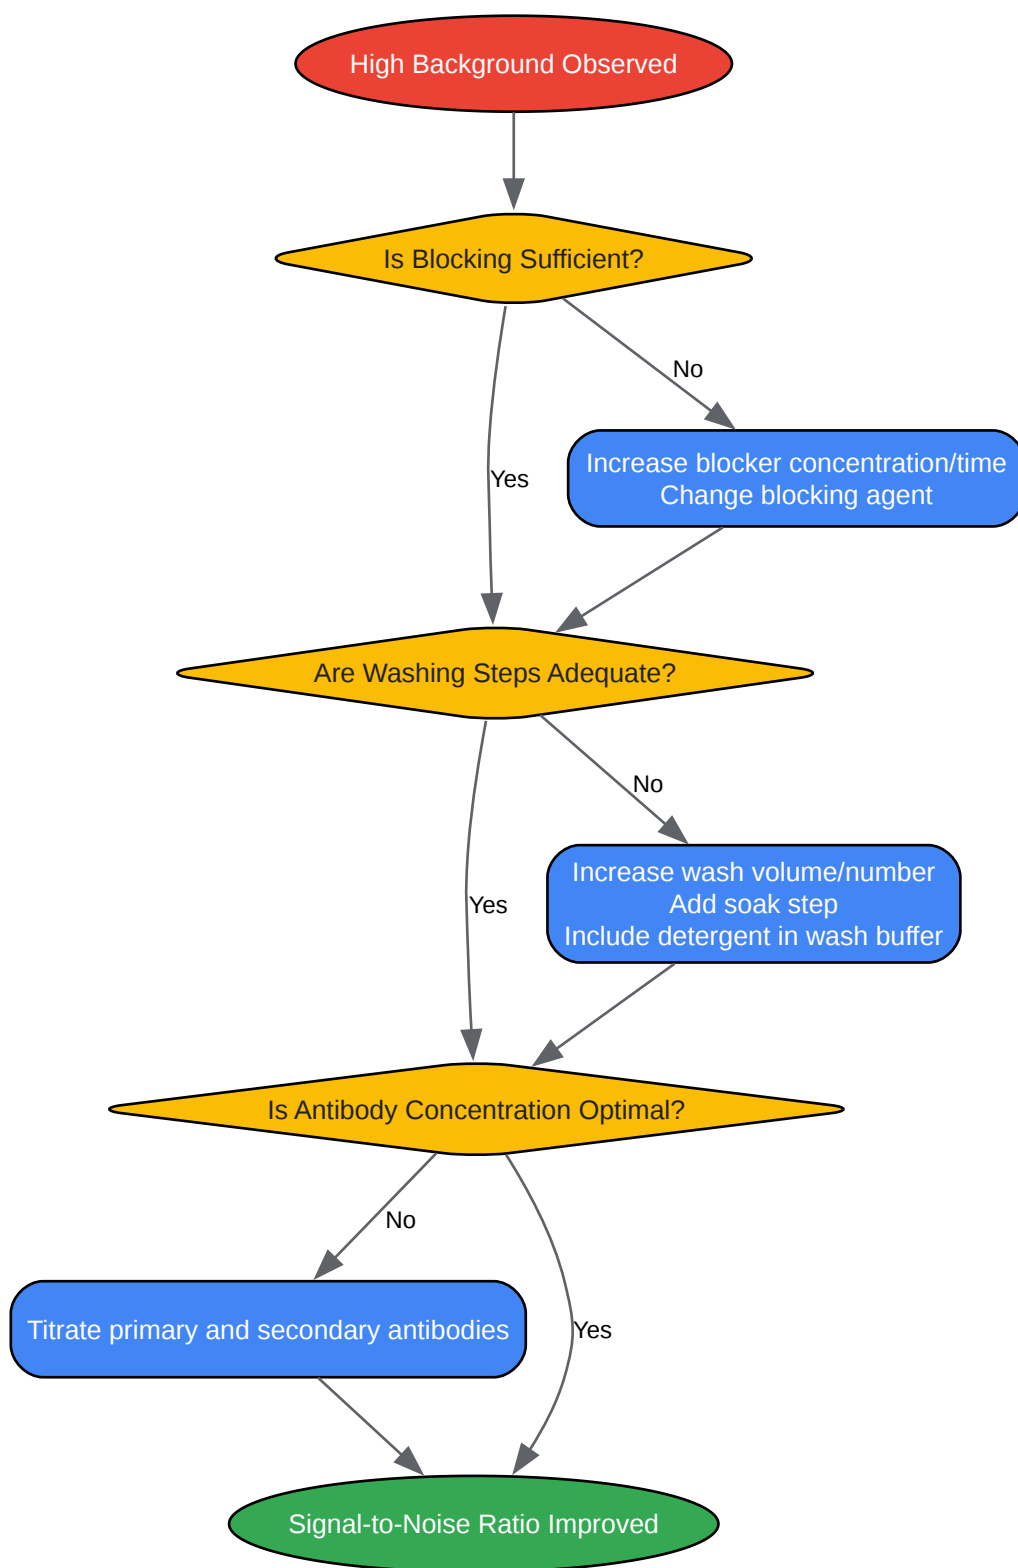 High Background Observed
Is Blocking Sufficient?
No
Increase blocker concentration/time
Change blocking agent
Yes
Are Washing Steps Adequate?
No
Increase wash volume/number
Add soak step
Include detergent in wash buffer
Yes
Is Antibody Concentration Optimal?
No
Titrate primary and secondary antibodies
Yes
Signal-to-Noise Ratio Improved